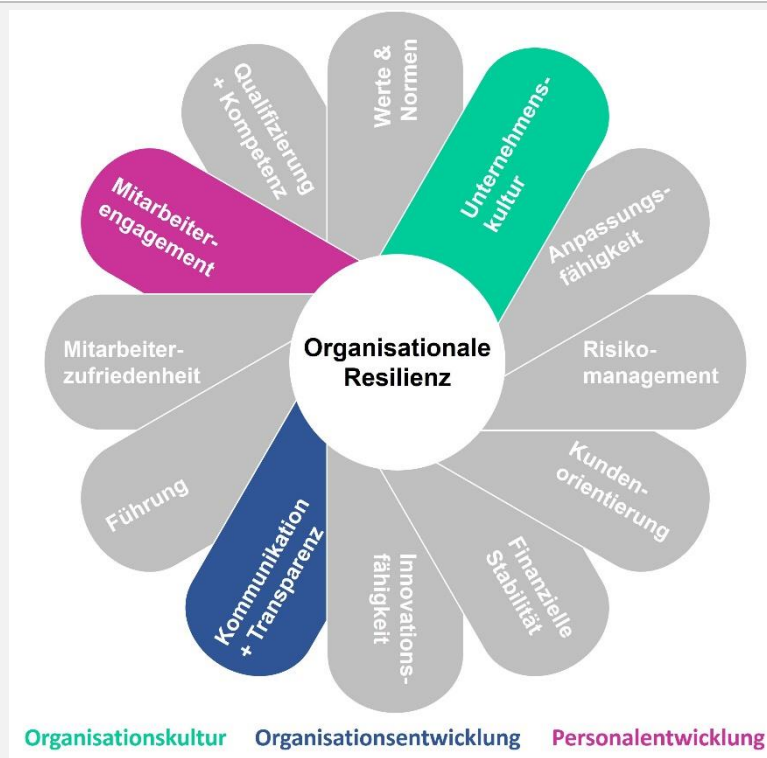 Werte &
Normen
Unternehmens-
kultur
Anpassungs-
fähigkeit
Risiko-
management
Kunden-
orientierung
Finanzielle
Stabilität
Innovations-
fähigkeit
Kommunikation
+ Transparenz
Führung
Mitarbeiter-
zufriedenheit
Mitarbeiter-
engagement
Qualifizierung
+ Kompetenz
Organisationale
Resilienz
Organisationskultur Organisationsentwicklung Personalentwicklung